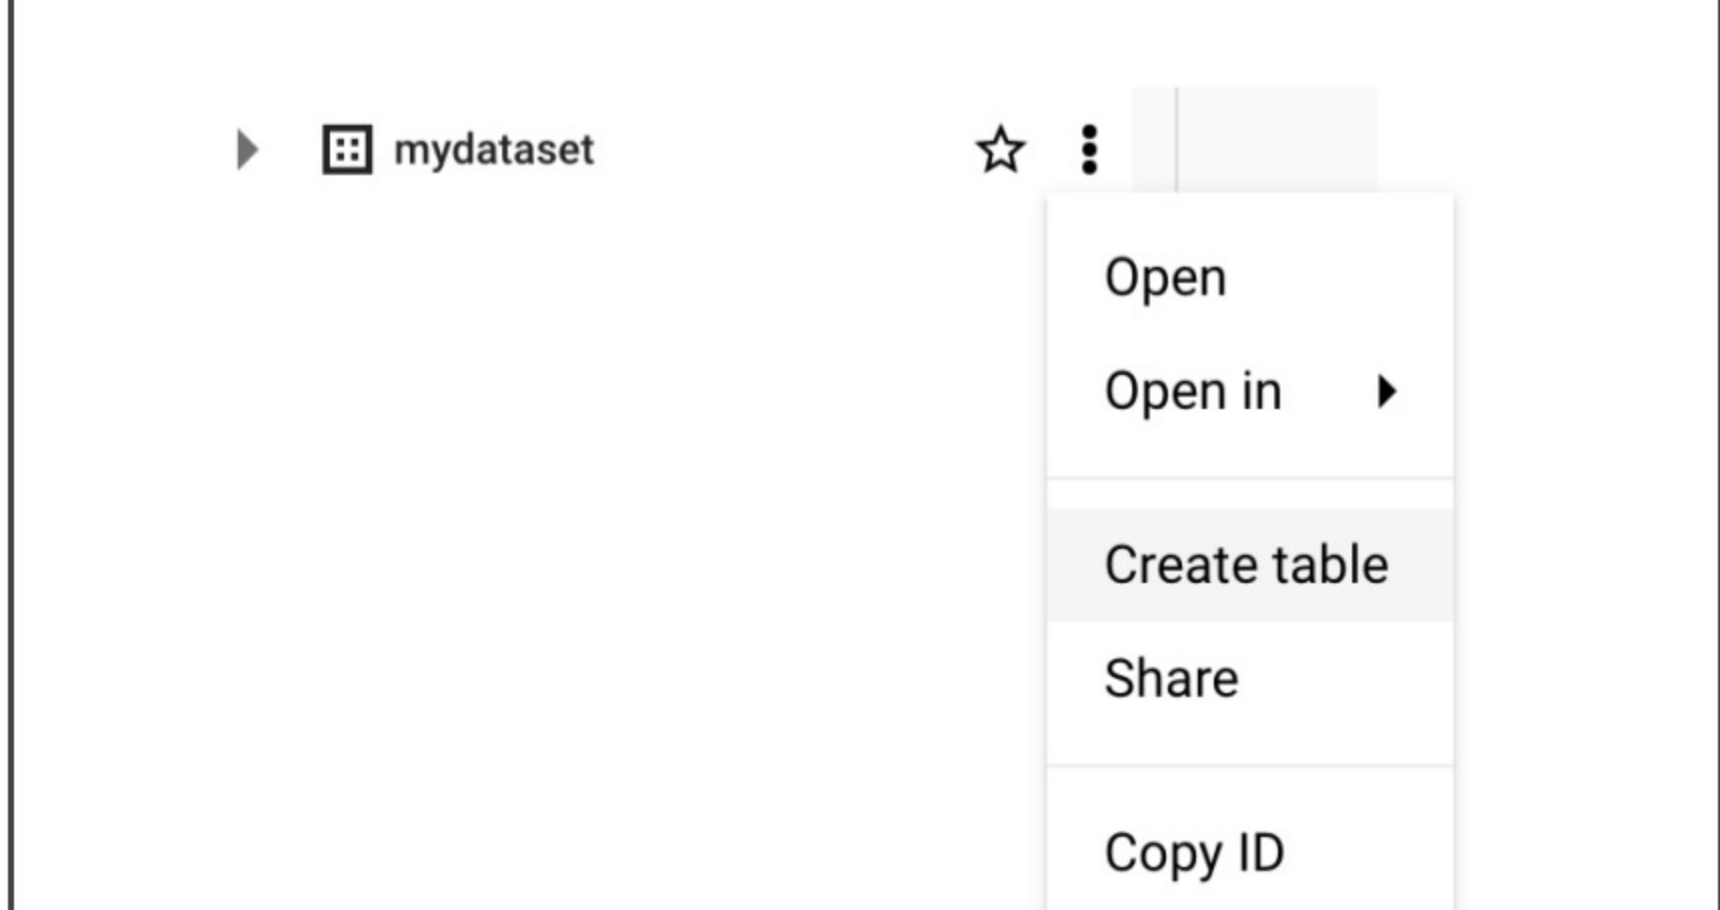 mydataset
Open
Open in
Create table
Share
Copy ID